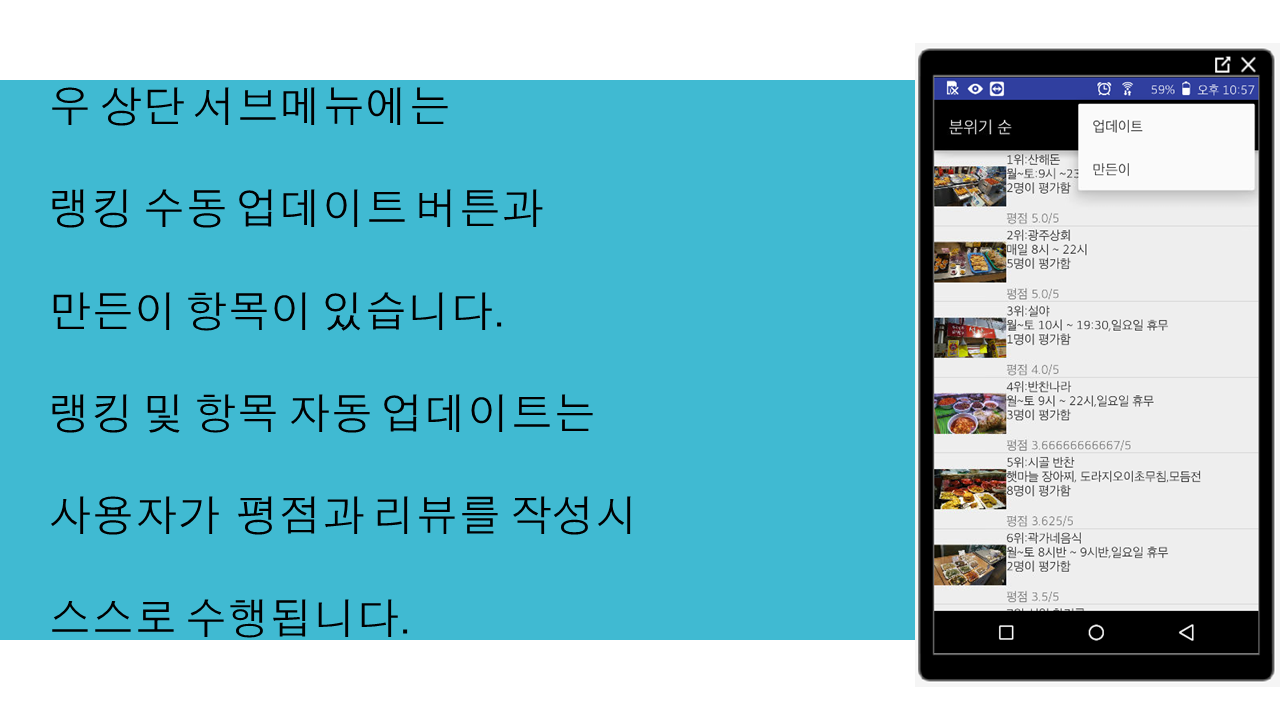 우 상단 서브메뉴에는
랭킹 수동 업데이트 버튼과
만든이 항목이 있습니다.
랭킹 및 항목 자동 업데이트는
사용자가 평점과 리뷰를 작성시
스스로 수행됩니다.
59% 오후 10:57
분위기 순
업데이트
만든이
1위:산해돈
월~토:9시 ~23
2명이 평가함
평점 5.0/5
2위:광주상회
매일 8시 ~ 22시
5명이 평가함
평점 5.0/5
3위:실야
월~토 10시 ~ 19:30,일요일 휴무
1명이 평가함
평점 4.0/5
4위:반찬나라
월~토 9시 ~ 22시,일요일 휴무
3명이 평가함
평점 3.66666666667/5
5위:시골 반찬
햇마늘 장아찌, 도라지오이초무침,모듬전
8명이 평가함
평점 3.625/5
6위:곽가네음식
월~토 8시반 ~ 9시반,일요일 휴무
2명이 평가함
평점 3.5/5